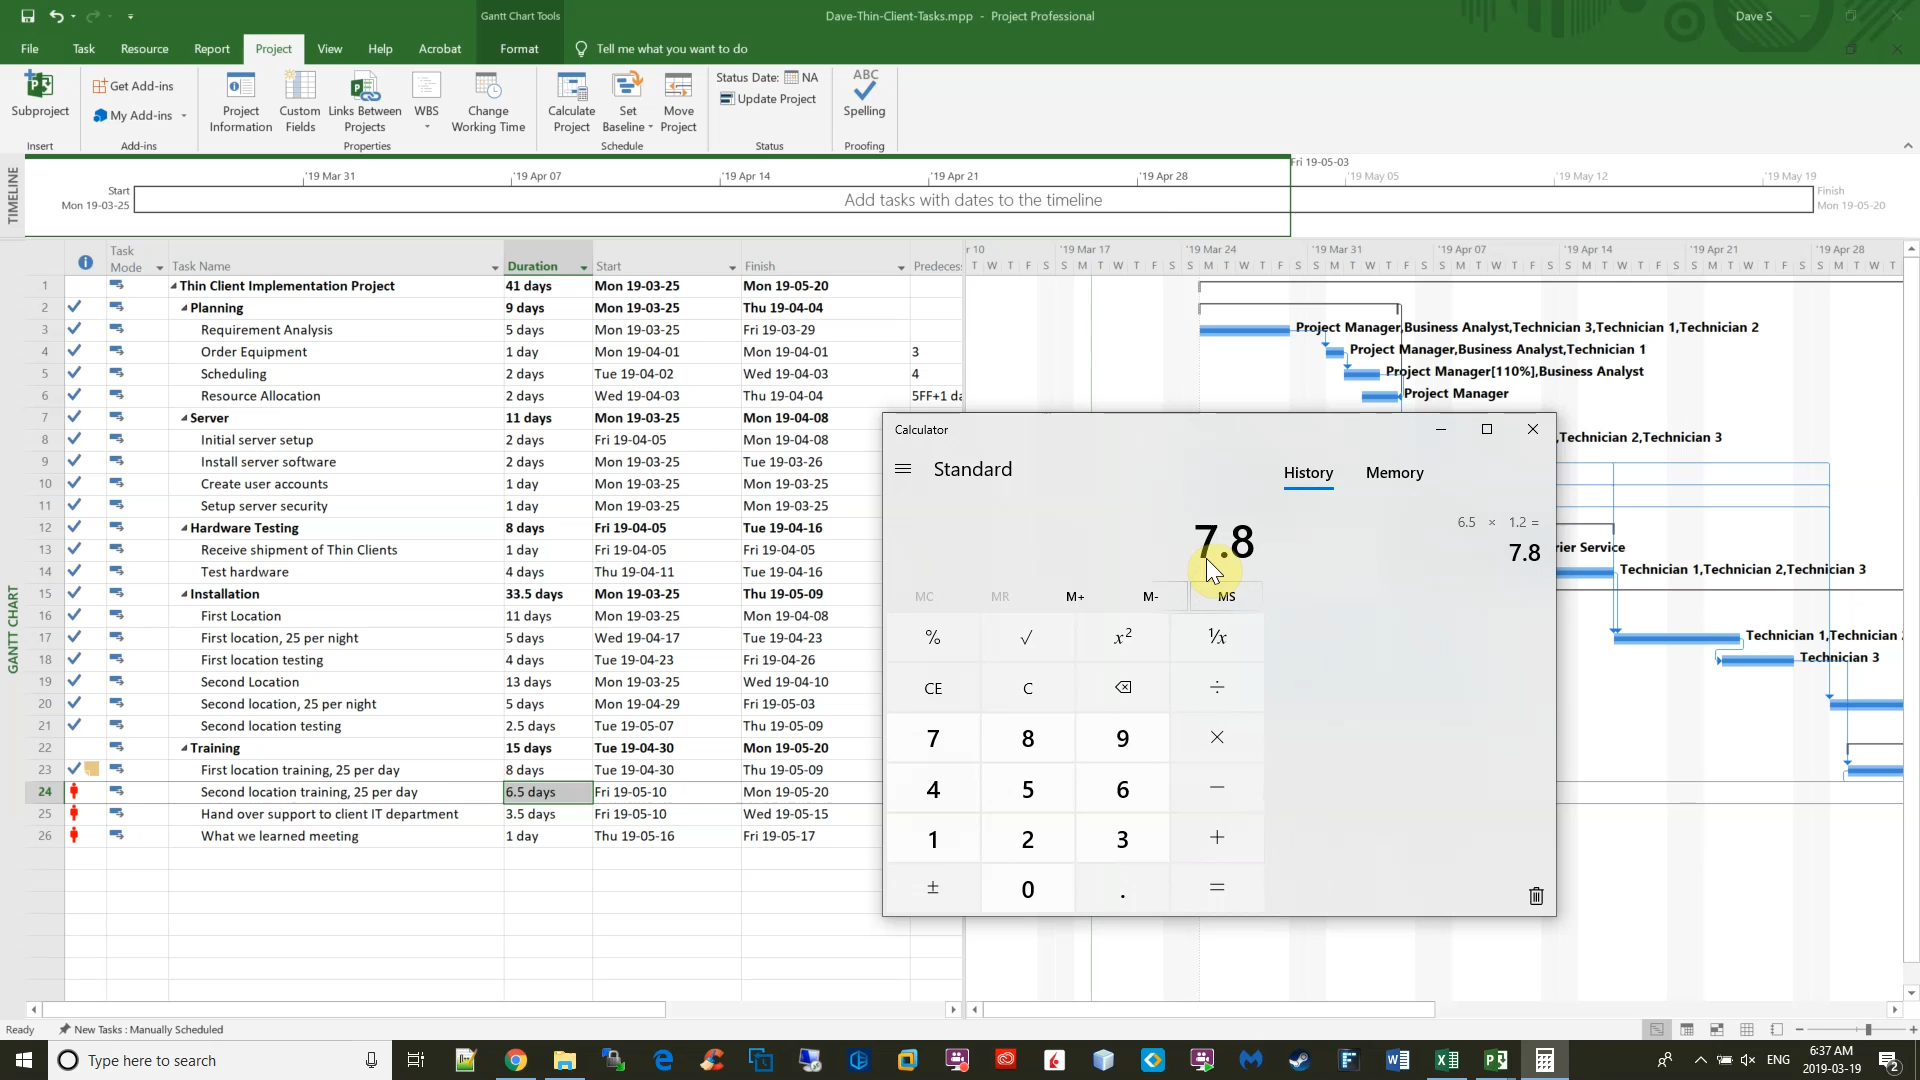 Gantt Chart Tools
Dave-Thin-Client-Tasks.mpp - Project Professional
Dave S
File Task Resource Report Project View Help Acrobat Format Tell me what you want to do
Subproject
Get Add-ins
My Add-ins
Project Information
Custom Fields
Links Between Projects
WBS
Change Working Time
Calculate Project
Set Baseline
Move Project
Status Date: NA
Update Project
ABC
Spelling
Insert Add-ins Properties Schedule Status Proofing
TIMELINE
Fri 19-05-03
'19 Mar 31 '19 Apr 07 '19 Apr 14 '19 Apr 21 '19 Apr 28 '19 May 05 '19 May 12 '19 May 19
Start
Mon 19-03-25
Add tasks with dates to the timeline
Finish
Mon 19-05-20
GANTT CHART
Task Mode Task Name Duration Start Finish Predeces
r 10 '19 Mar 17 '19 Mar 24 '19 Mar 31 '19 Apr 07 '19 Apr 14 '19 Apr 21 '19 Apr 28
T W T F S S M T W T F S S M T W T F S S M T W T F S S M T W T F S S M T W T F S S M T W T F S S M T W T
1 Thin Client Implementation Project 41 days Mon 19-03-25 Mon 19-05-20
2 Planning 9 days Mon 19-03-25 Thu 19-04-04
3 Requirement Analysis 5 days Mon 19-03-25 Fri 19-03-29
4 Order Equipment 1 day Mon 19-04-01 Mon 19-04-01 3
5 Scheduling 2 days Tue 19-04-02 Wed 19-04-03 4
6 Resource Allocation 2 days Wed 19-04-03 Thu 19-04-04 5FF+1 da
7 Server 11 days Mon 19-03-25 Mon 19-04-08
8 Initial server setup 2 days Fri 19-04-05 Mon 19-04-08
9 Install server software 2 days Mon 19-03-25 Tue 19-03-26
10 Create user accounts 1 day Mon 19-03-25 Mon 19-03-25
11 Setup server security 1 day Mon 19-03-25 Mon 19-03-25
12 Hardware Testing 8 days Fri 19-04-05 Tue 19-04-16
13 Receive shipment of Thin Clients 1 day Fri 19-04-05 Fri 19-04-05
14 Test hardware 4 days Thu 19-04-11 Tue 19-04-16
15 Installation 33.5 days Mon 19-03-25 Thu 19-05-09
16 First Location 11 days Mon 19-03-25 Mon 19-04-08
17 First location, 25 per night 5 days Wed 19-04-17 Tue 19-04-23
18 First location testing 4 days Tue 19-04-23 Fri 19-04-26
19 Second Location 13 days Mon 19-03-25 Wed 19-04-10
20 Second location, 25 per night 5 days Mon 19-04-29 Fri 19-05-03
21 Second location testing 2.5 days Tue 19-05-07 Thu 19-05-09
22 Training 15 days Tue 19-04-30 Mon 19-05-20
23 First location training, 25 per day 8 days Tue 19-04-30 Thu 19-05-09
24 Second location training, 25 per day 6.5 days Fri 19-05-10 Mon 19-05-20
25 Hand over support to client IT department 3.5 days Fri 19-05-10 Wed 19-05-15
26 What we learned meeting 1 day Thu 19-05-16 Fri 19-05-17
Project Manager,Business Analyst,Technician 3,Technician 1,Technician 2
Project Manager,Business Analyst,Technician 1
Project Manager[110%],Business Analyst
Project Manager
,Technician 2,Technician 3
rier Service
Technician 1,Technician 2,Technician 3
Technician 1,Technician
Technician 3
Calculator
Standard
History Memory
7.8
6.5 × 1.2 =
7.8
MC MR M+ M- MS
% √ x² ¹/x
CE C ÷
7 8 9 ×
4 5 6 −
1 2 3 +
± 0 . =
Ready New Tasks : Manually Scheduled
Type here to search
ENG
6:37 AM
2019-03-19
2